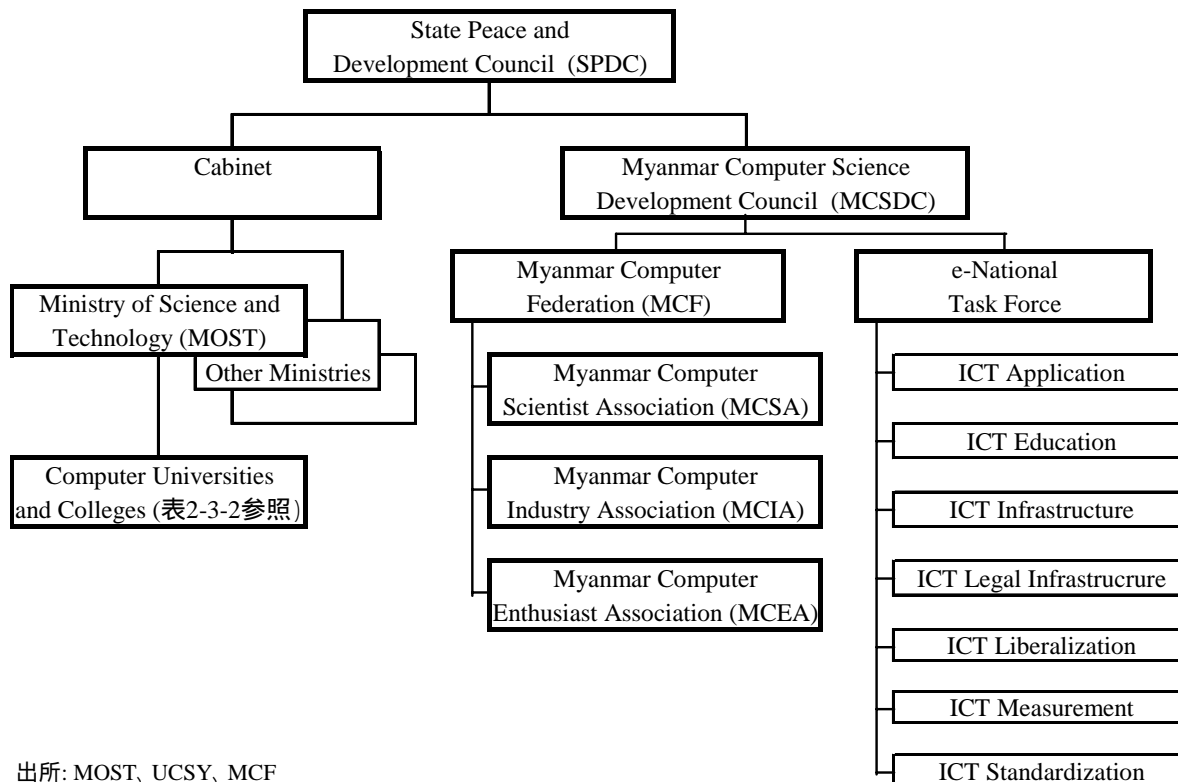 State Peace and
Development Council (SPDC)
Cabinet
Myanmar Computer Science
Development Council (MCSDC)
Ministry of Science and
Technology (MOST)
Other Ministries
Computer Universities
and Colleges (表2-3-2参照)
Myanmar Computer
Federation (MCF)
Myanmar Computer
Scientist Association (MCSA)
Myanmar Computer
Industry Association (MCIA)
Myanmar Computer
Enthusiast Association (MCEA)
e-National
Task Force
ICT Application
ICT Education
ICT Infrastructure
ICT Legal Infrastrucrure
ICT Liberalization
ICT Measurement
ICT Standardization
出所: MOST、UCSY、MCF